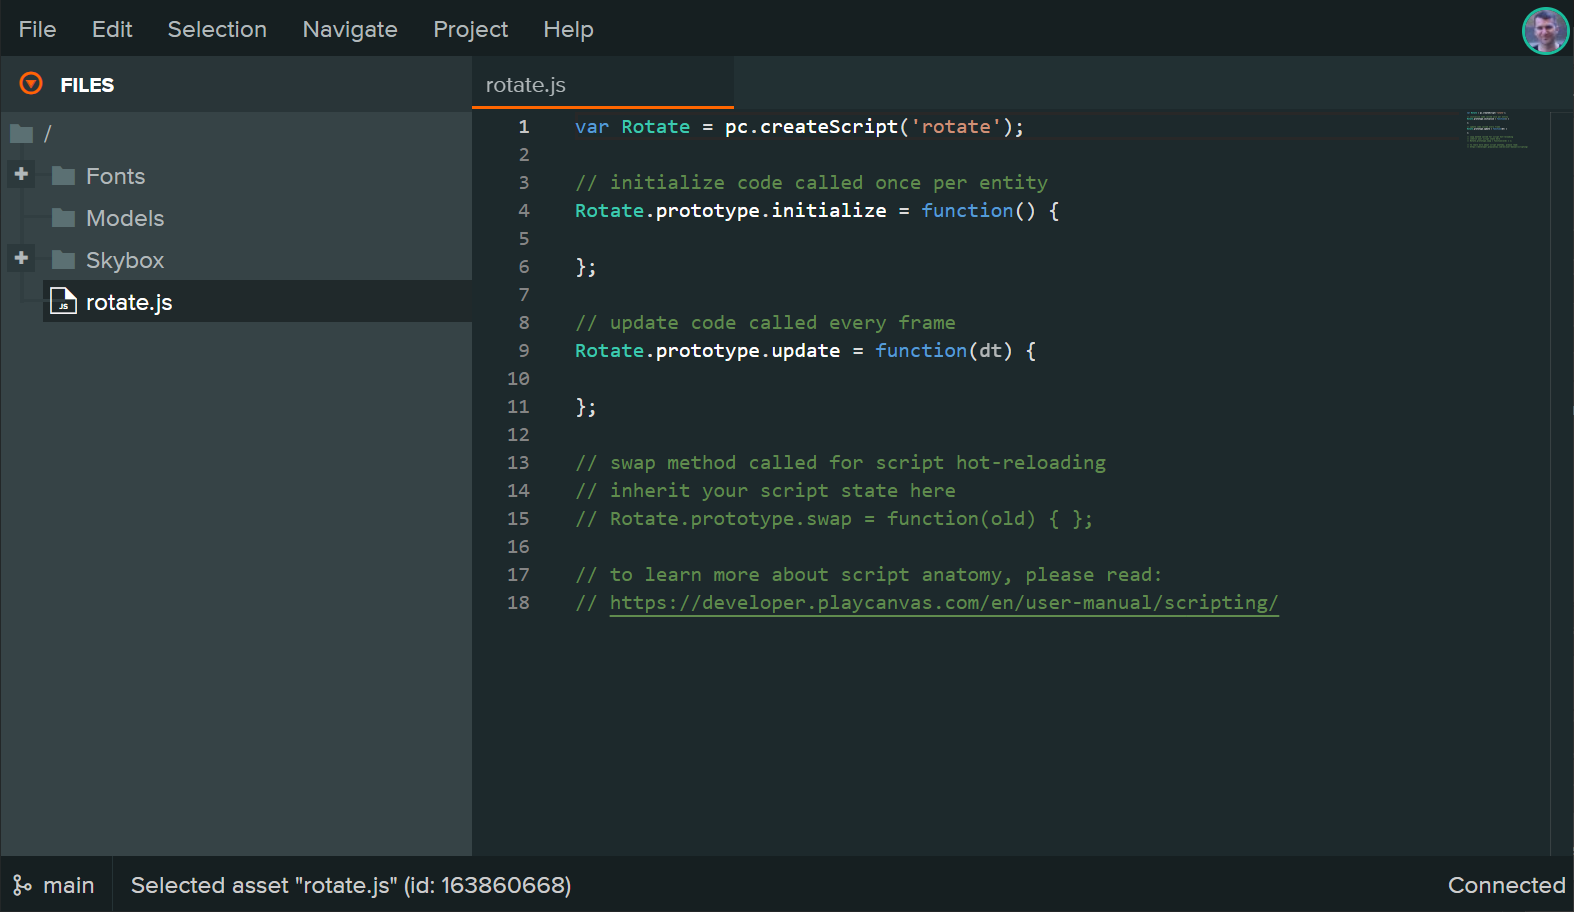 File Edit Selection Navigate Project Help
FILES
/
Fonts
Models
Skybox
JS rotate.js
rotate.js
1 var Rotate = pc.createScript('rotate');
2
3 // initialize code called once per entity
4 Rotate.prototype.initialize = function() {
5
6 };
7
8 // update code called every frame
9 Rotate.prototype.update = function(dt) {
10
11 };
12
13 // swap method called for script hot-reloading
14 // inherit your script state here
15 // Rotate.prototype.swap = function(old) { };
16
17 // to learn more about script anatomy, please read:
18 // https://developer.playcanvas.com/en/user-manual/scripting/
main Selected asset "rotate.js" (id: 163860668) Connected